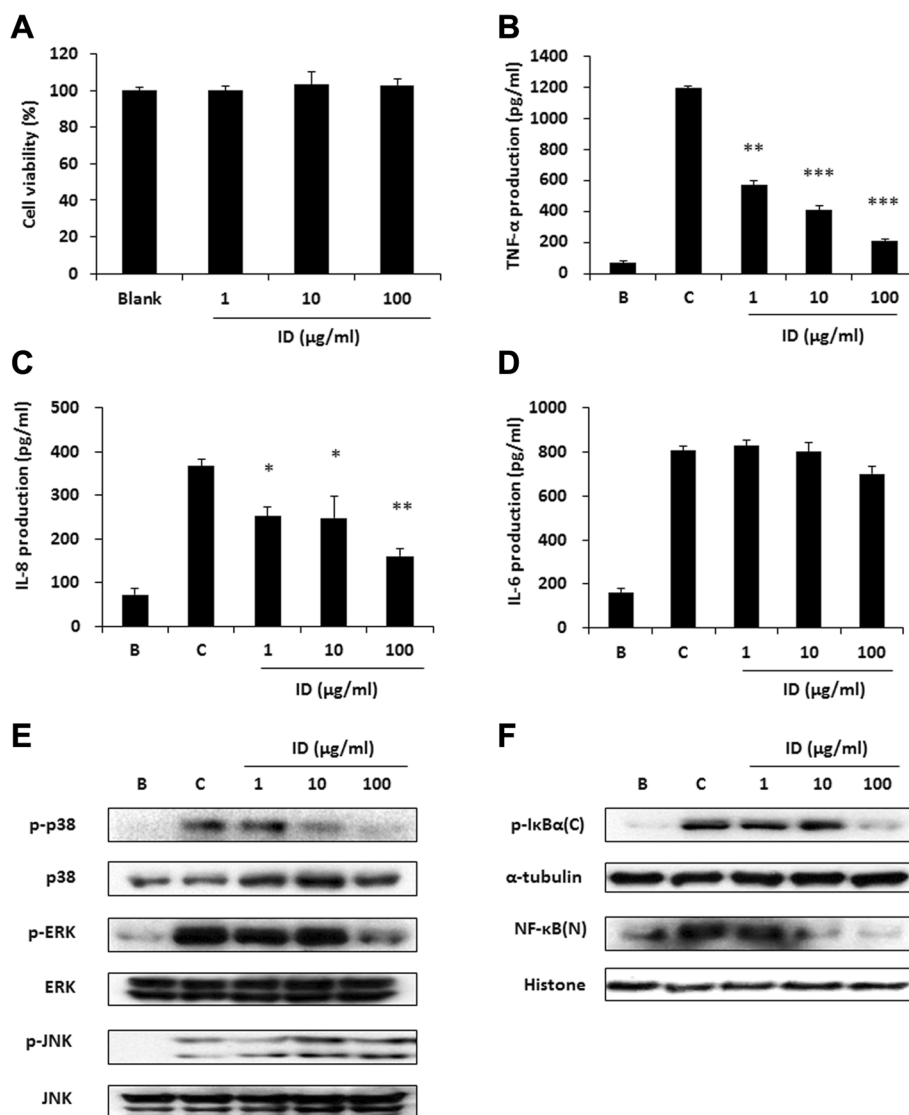 A
Cell viability (%)
120
100
80
60
40
20
0
Blank 1 10 100
ID (µg/ml)
B
TNF-α production (pg/ml)
1400
1200
1000
800
600
400
200
0
** *** ***
B C 1 10 100
ID (µg/ml)
C
IL-8 production (pg/ml)
500
400
300
200
100
0
* * **
B C 1 10 100
ID (µg/ml)
D
IL-6 production (pg/ml)
1000
800
600
400
200
0
B C 1 10 100
ID (µg/ml)
E
ID (µg/ml)
B C 1 10 100
p-p38
p38
p-ERK
ERK
p-JNK
JNK
F
ID (µg/ml)
B C 1 10 100
p-IκBα(C)
α-tubulin
NF-κB(N)
Histone